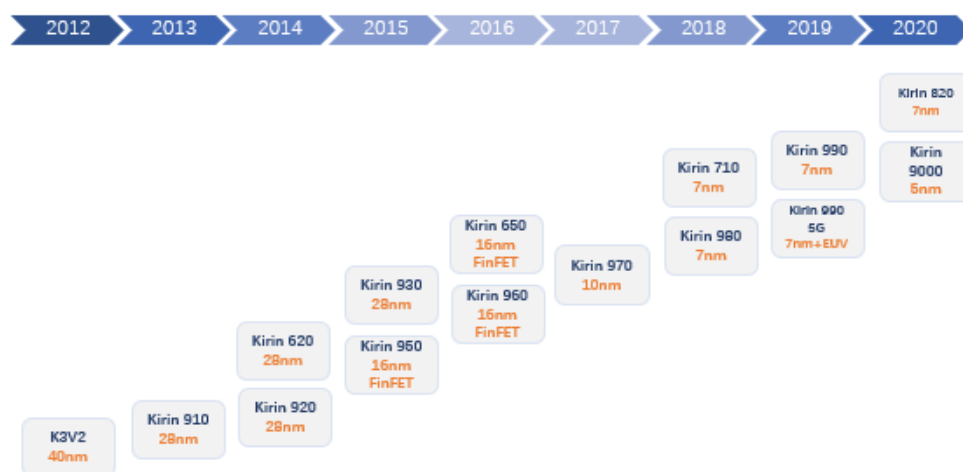 2012
2013
2014
2015
2016
2017
2018
2019
2020
Kirin 820
7nm
Kirin
9000
5nm
Kirin 990
7nm
Kirin 990
5G
7nm+EUV
Kirin 710
7nm
Kirin 980
7nm
Kirin 650
16nm
FinFET
Kirin 960
16nm
FinFET
Kirin 970
10nm
Kirin 930
28nm
Kirin 950
16nm
FinFET
Kirin 620
28nm
Kirin 920
28nm
Kirin 910
28nm
K3V2
40nm